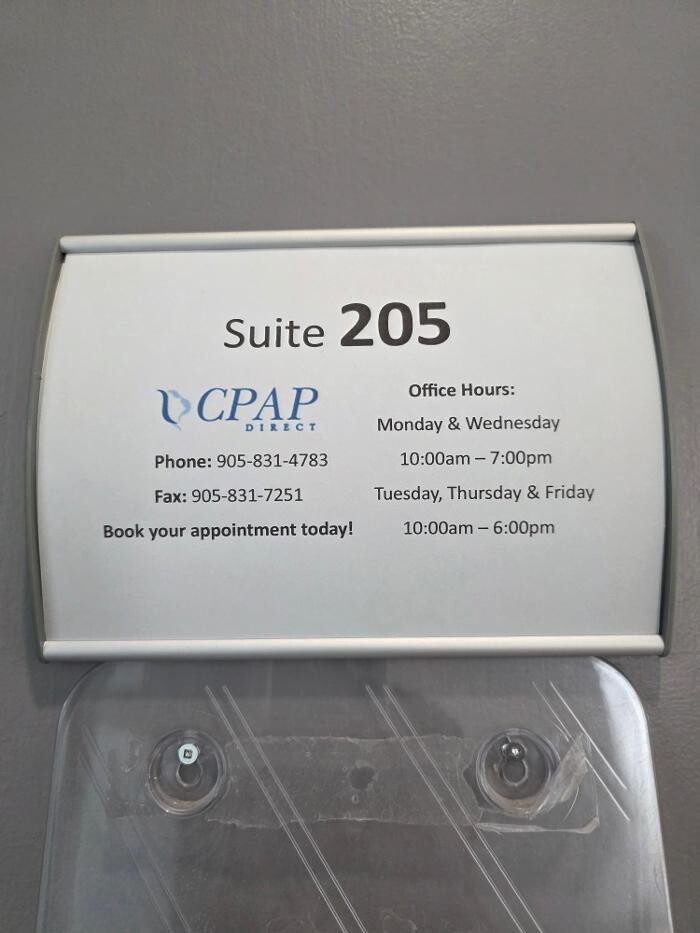 Suite 205
CPAP
DIRECT
Phone: 905-831-4783
Fax: 905-831-7251
Book your appointment today!
Office Hours:
Monday & Wednesday
10:00am – 7:00pm
Tuesday, Thursday & Friday
10:00am – 6:00pm